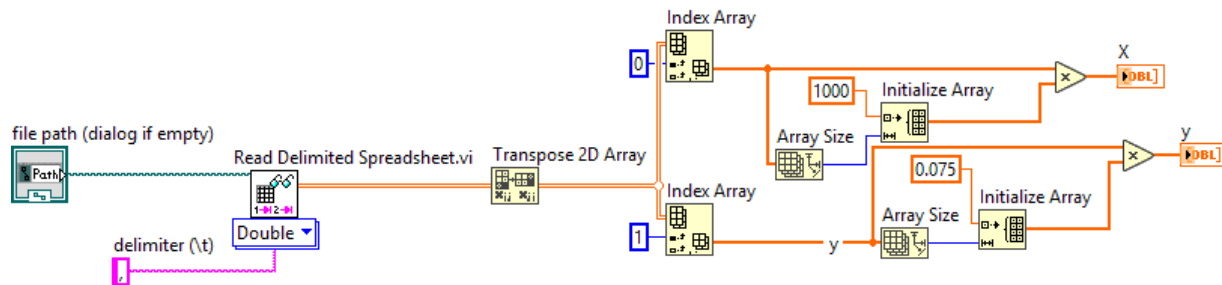 Index Array
0
X
DBL]
1000
Initialize Array
Array Size
file path (dialog if empty)
Path
Read Delimited Spreadsheet.vi
Transpose 2D Array
y
DBL]
0.075
Index Array
Initialize Array
Array Size
Double
1
y
delimiter (\t)
,